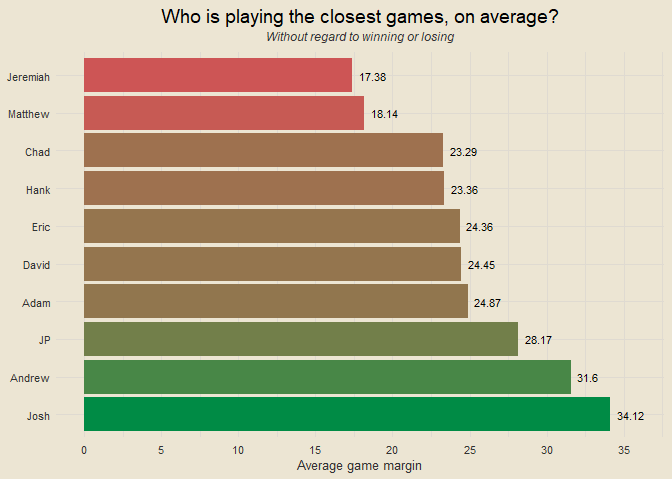 Who is playing the closest games, on average?
Without regard to winning or losing
Jeremiah 17.38
Matthew 18.14
Chad 23.29
Hank 23.36
Eric 24.36
David 24.45
Adam 24.87
JP 28.17
Andrew 31.6
Josh 34.12
0 5 10 15 20 25 30 35
Average game margin